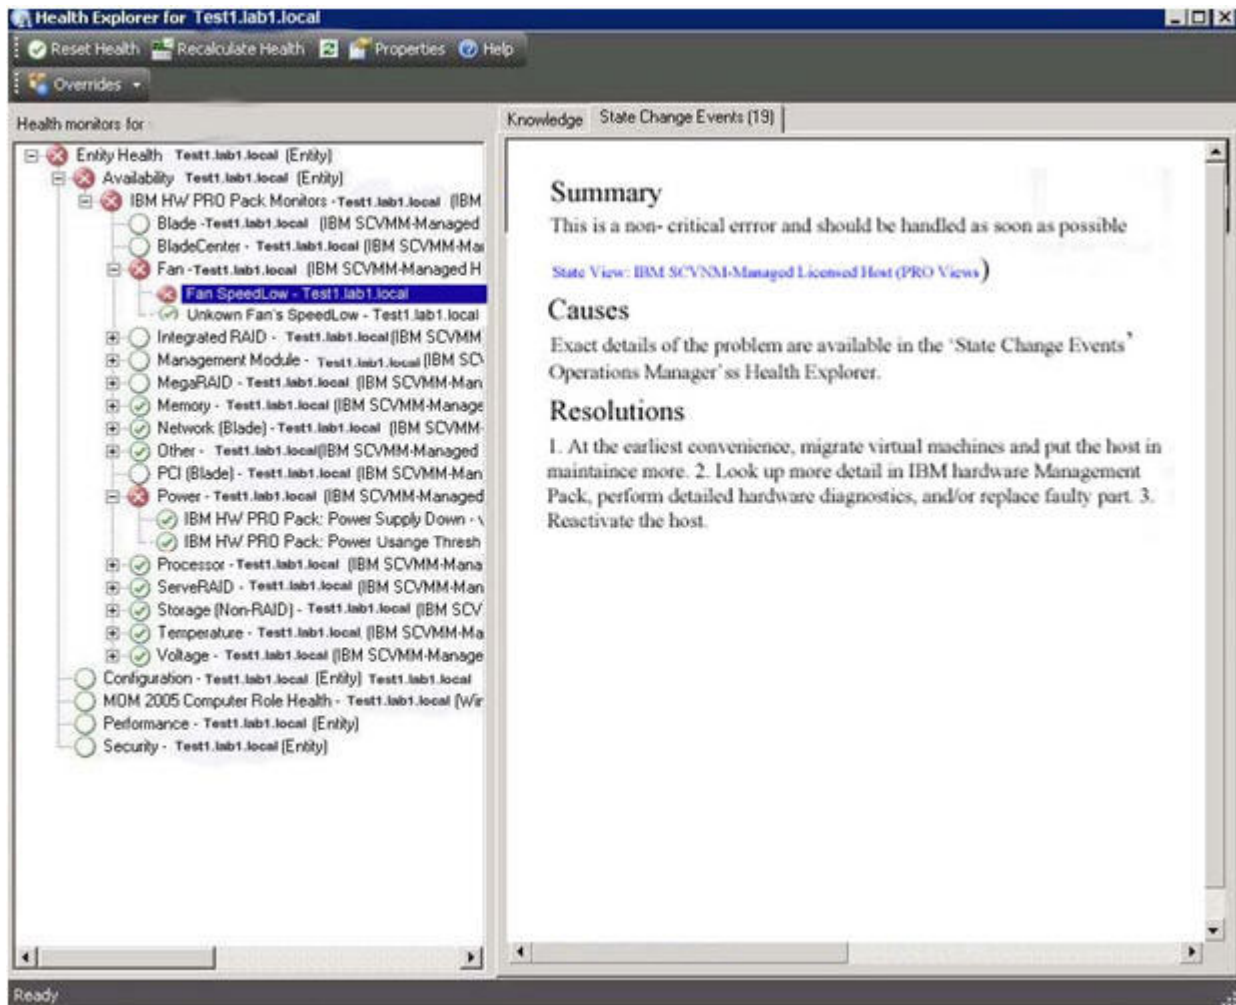 Health Explorer for Test1.lab1.local
Reset Health Recalculate Health Properties Help
Overrides
Health monitors for
Entity Health Test1.lab1.local (Entity)
Availability Test1.lab1.local (Entity)
IBM HW PRO Pack Monitors - Test1.lab1.local (IBM
Blade - Test1.lab1.local (IBM SCVMM-Managed
BladeCenter - Test1.lab1.local (IBM SCVMM-Ma
Fan - Test1.lab1.local (IBM SCVMM-Managed H
Fan SpeedLow - Test1.lab1.local
Unkown Fan's SpeedLow - Test1.lab1.local
Integrated RAID - Test1.lab1.local (IBM SCVMM
Management Module - Test1.lab1.local (IBM SCV
MegaRAID - Test1.lab1.local (IBM SCVMM-Man
Memory - Test1.lab1.local (IBM SCVMM-Manage
Network (Blade) - Test1.lab1.local (IBM SCVMM-
Other - Test1.lab1.local(IBM SCVMM-Managed
PCI (Blade) - Test1.lab1.local (IBM SCVMM-Man
Power - Test1.lab1.local (IBM SCVMM-Managed
IBM HW PRO Pack: Power Supply Down - v
IBM HW PRO Pack: Power Usange Thresh
Processor - Test1.lab1.local (IBM SCVMM-Mana
ServeRAID - Test1.lab1.local (IBM SCVMM-Man
Storage (Non-RAID) - Test1.lab1.local (IBM SCV
Temperature - Test1.lab1.local (IBM SCVMM-Ma
Voltage - Test1.lab1.local (IBM SCVMM-Manage
Configuration - Test1.lab1.local (Entity) Test1.lab1.local
MOM 2005 Computer Role Health - Test1.lab1.local (Wir
Performance - Test1.lab1.local (Entity)
Security - Test1.lab1.local (Entity)
Knowledge State Change Events (19)
Summary
This is a non- critical errror and should be handled as soon as possible
State View: IBM SCVNM-Managed Licensed Host (PRO Views)
Causes
Exact details of the problem are available in the 'State Change Events'
Operations Manager'ss Health Explorer.
Resolutions
1. At the earliest convenience, migrate virtual machines and put the host in
maintaince more. 2. Look up more detail in IBM hardware Management
Pack, perform detailed hardware diagnostics, and/or replace faulty part. 3.
Reactivate the host.
Ready